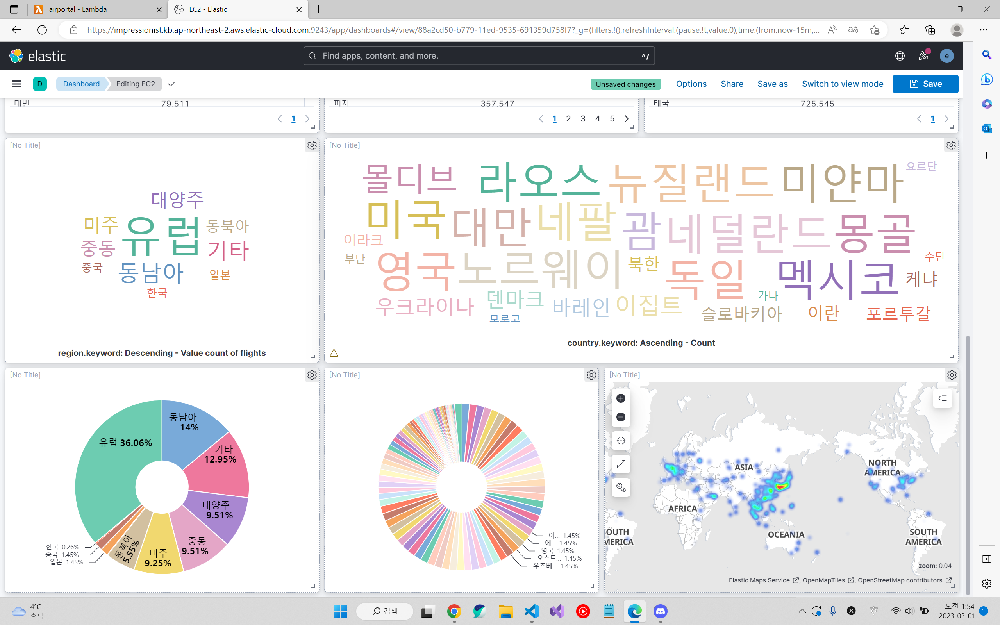 airportal - Lambda
EC2 - Elastic
https://impressionist.kb.ap-northeast-2.aws.elastic-cloud.com:9243/app/dashboards#/view/88a2cd50-b779-11ed-9535-691359d758f7?_g=(filters:!(),refreshInterval:(pause:!t,value:0),time:(from:now-15m,...
elastic
Find apps, content, and more.
^/
e
D
Dashboard
Editing EC2
Unsaved changes
Options
Share
Save as
Switch to view mode
Save
대만 79,511
피지 357,547
태국 725,545
1
1 2 3 4 5
1
[No Title]
대양주
미주 유럽 동북아
중동 기타
중국 동남아 일본
한국
region.keyword: Descending - Value count of flights
[No Title]
몰디브 라오스 뉴질랜드 미얀마 요르단
미국 대만 네팔 괌 네덜란드 몽골
이라크
부탄 영국 노르웨이 북한 독일 멕시코 케냐 수단
우크라이나 덴마크 바레인 이집트 가나
모로코 슬로바키아 이란 포르투갈
country.keyword: Ascending - Count
[No Title]
동남아
14%
유럽 36.06%
기타
12.95%
대양주
9.51%
중동
9.51%
미주
9.25%
동북아
5.55%
한국 0.26%
중국 1.45%
일본 1.45%
[No Title]
아... 1.45%
에... 1.45%
영국 1.45%
오스트... 1.45%
우즈베... 1.45%
[No Title]
ASIA
NORTH
AMERICA
AFRICA
OCEANIA
SOUTH
MERICA
SOUTH
AMERICA
zoom: 0.04
Elastic Maps Service , OpenMapTiles , OpenStreetMap contributors
4°C
흐림
검색
오전 1:54
2023-03-01
1